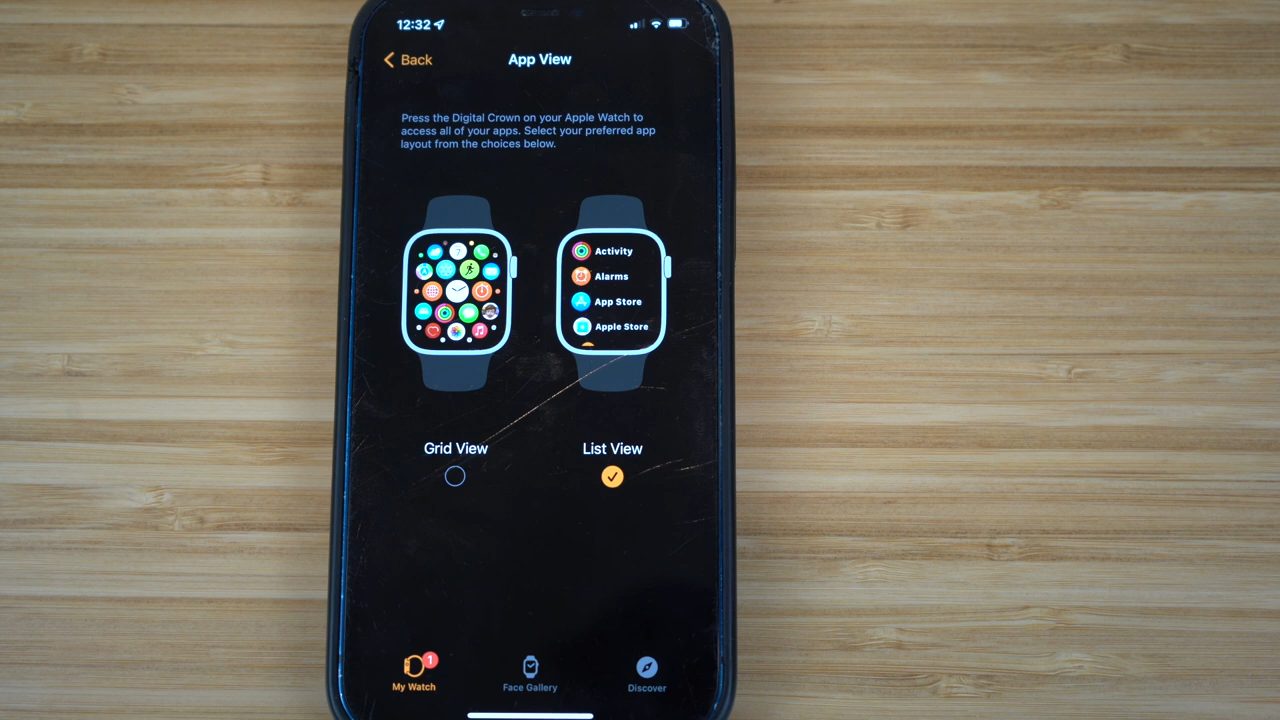 12:32
Back
App View
Press the Digital Crown on your Apple Watch to
access all of your apps. Select your preferred app
layout from the choices below.
7
Activity
Alarms
App Store
Apple Store
Grid View
List View
1
My Watch
Face Gallery
Discover